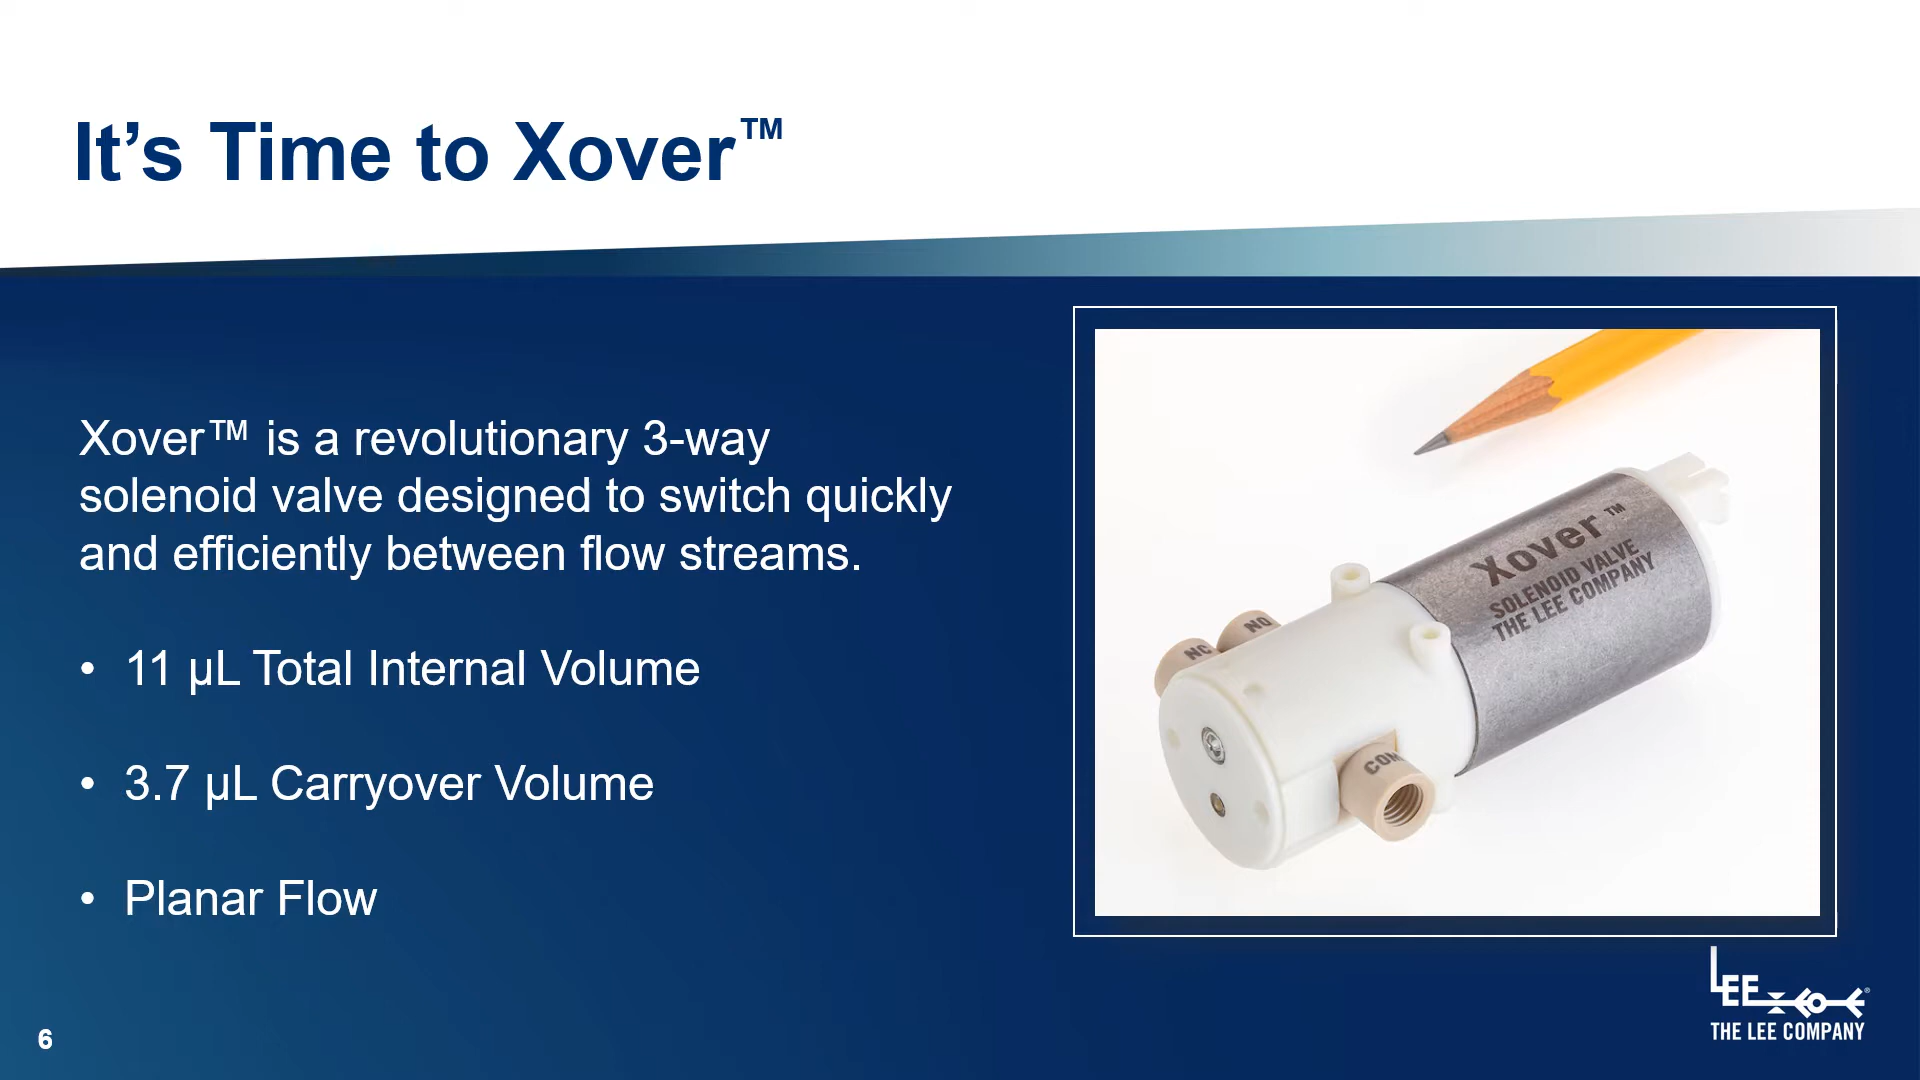 It’s Time to Xover™
Xover™ is a revolutionary 3-way
solenoid valve designed to switch quickly
and efficiently between flow streams.
• 11 µL Total Internal Volume
• 3.7 µL Carryover Volume
• Planar Flow
Xover™
SOLENOID VALVE
THE LEE COMPANY
NO
NC
COM
LEE®
THE LEE COMPANY
6